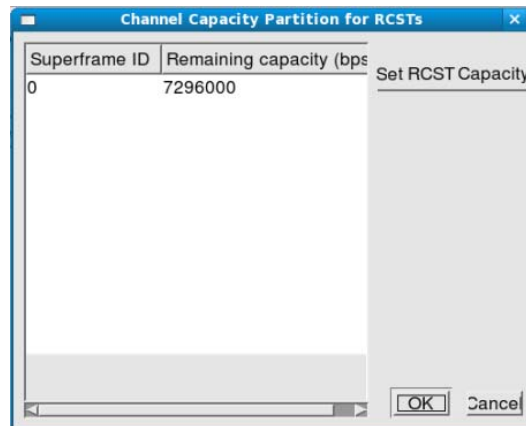 Channel Capacity Partition for RCSTs
Superframe ID Remaining capacity (bps
Set RCST Capacity
0 7296000
OK Cancel